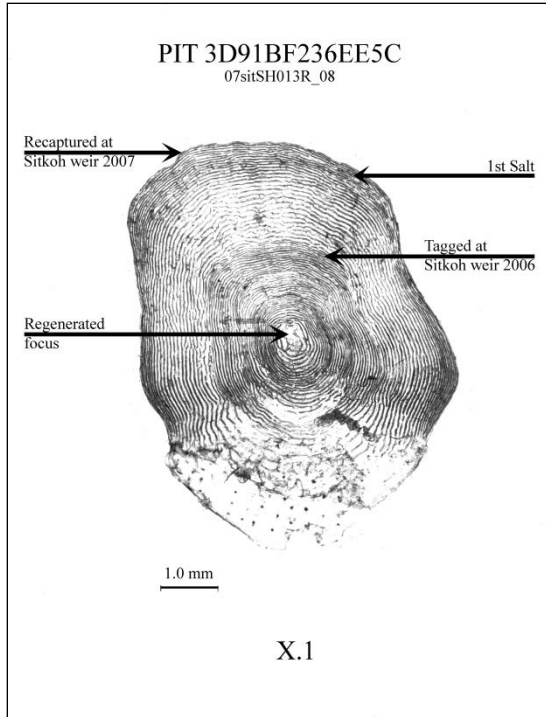 PIT 3D91BF236EE5C
07sitSH013R_08
Recaptured at
Sitkoh weir 2007
1st Salt
Tagged at
Sitkoh weir 2006
Regenerated
focus
1.0 mm
X.1